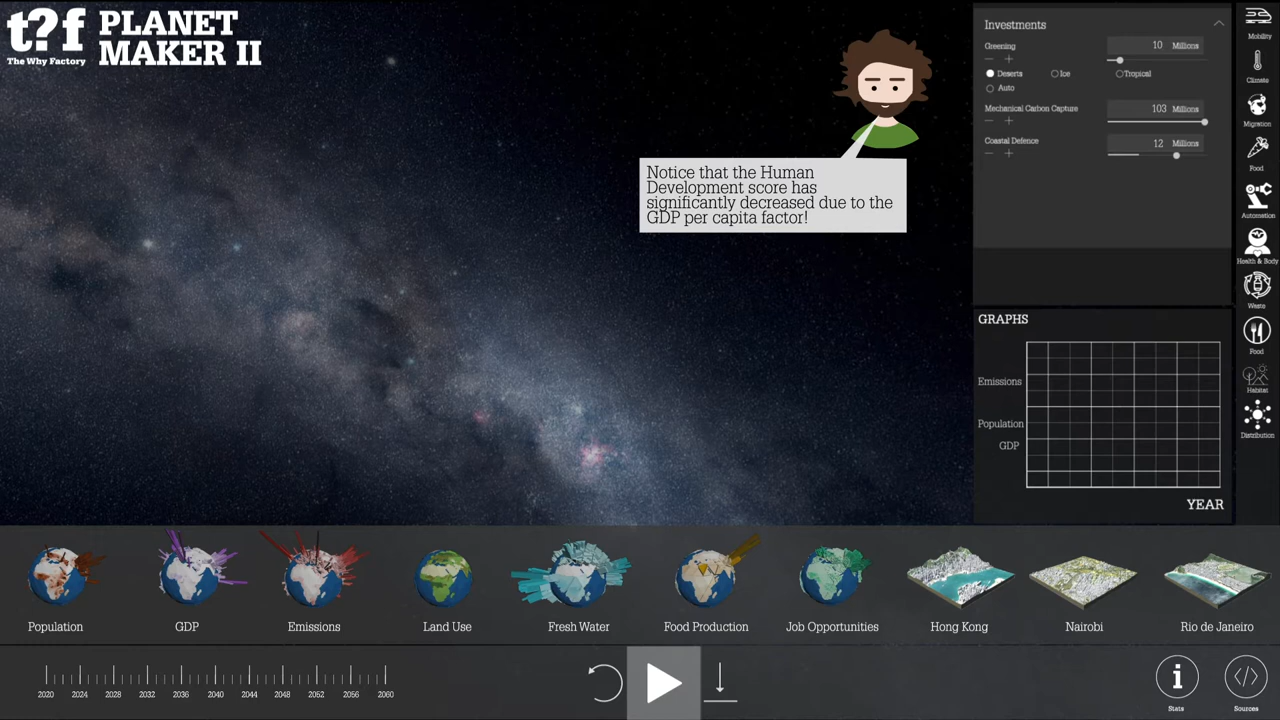 t?f
The Why Factory
PLANET
MAKER II
Notice that the Human
Development score has
significantly decreased due to the
GDP per capita factor!
Investments
Greening
10 Millions
Deserts Ice Tropical
Auto
Mechanical Carbon Capture
103 Millions
Coastal Defence
12 Millions
GRAPHS
Emissions
Population
GDP
YEAR
Mobility
Climate
Migration
Food
Automation
Health & Body
Waste
Food
Habitat
Distribution
Population
GDP
Emissions
Land Use
Fresh Water
Food Production
Job Opportunities
Hong Kong
Nairobi
Rio de Janeiro
2020 2024 2028 2032 2036 2040 2044 2048 2052 2056 2060
Stats
Sources